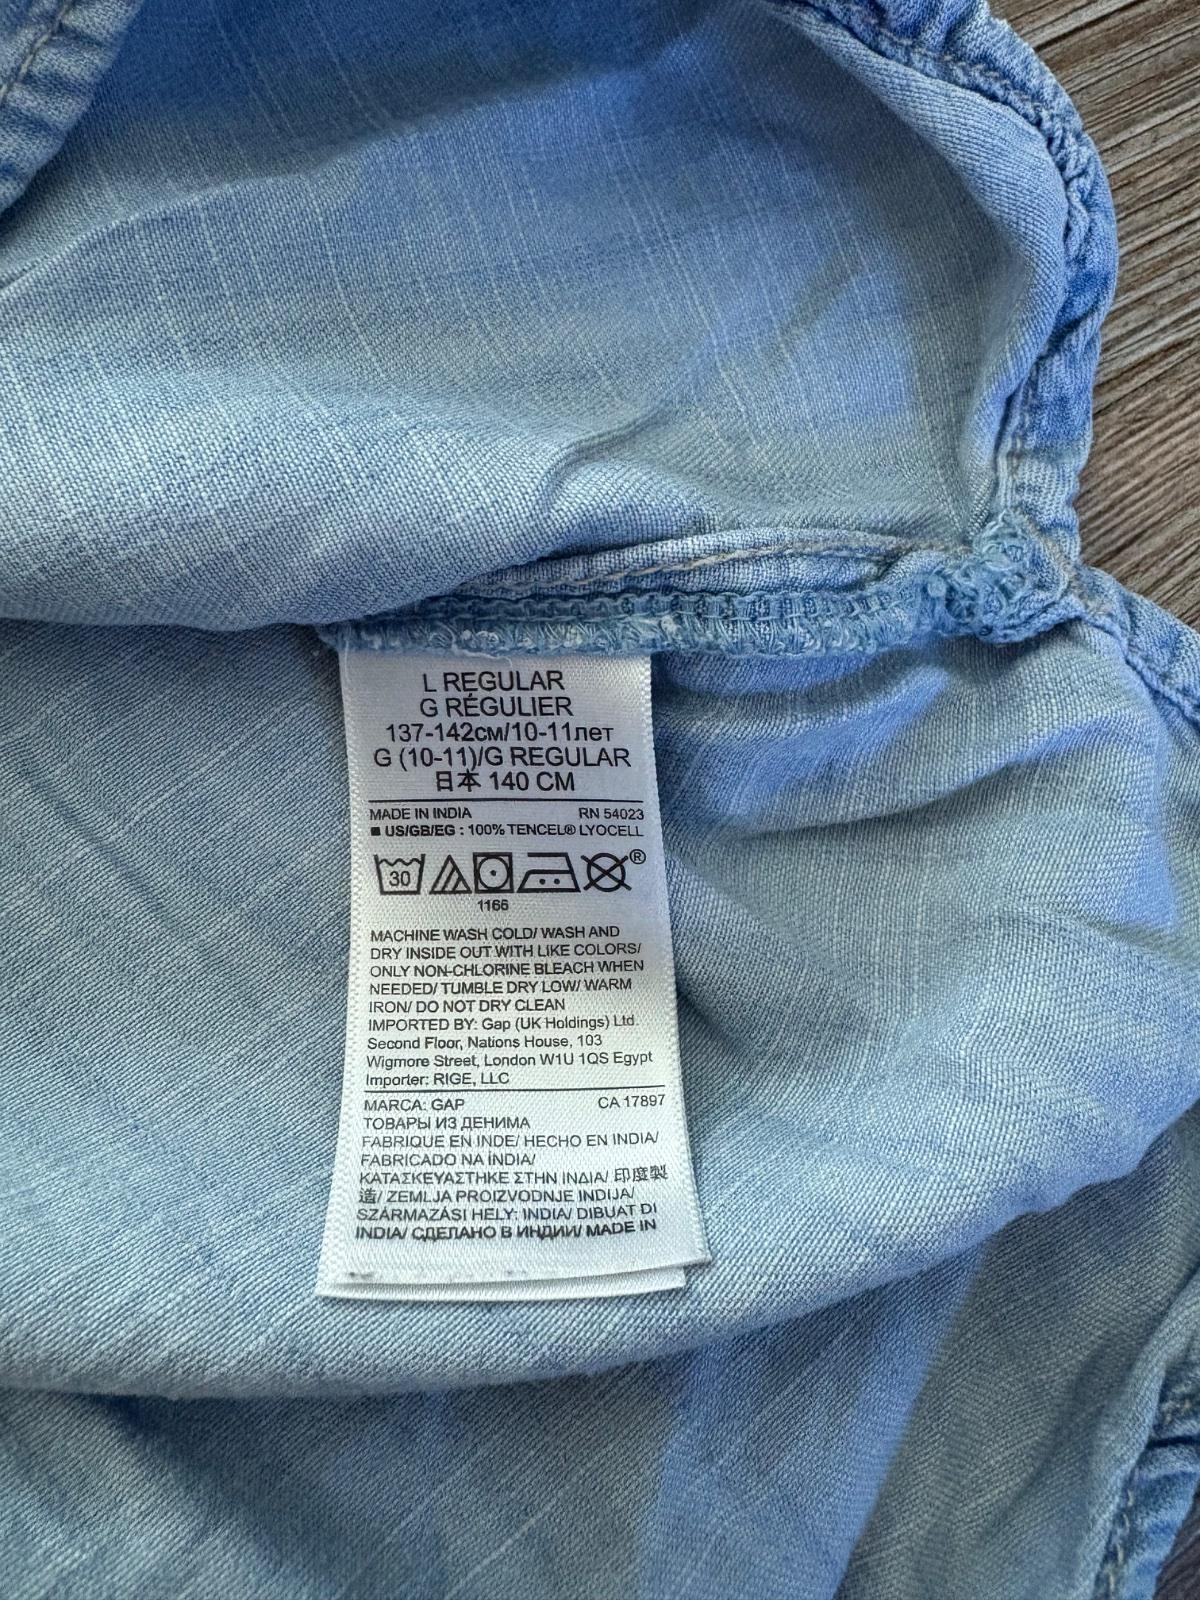 L REGULAR
G RÉGULIER
137-142см/10-11лет
G (10-11)/G REGULAR
日本 140 CM
MADE IN INDIA RN 54023
■ US/GB/EG : 100% TENCEL® LYOCELL
30
®
1166
MACHINE WASH COLD/ WASH AND
DRY INSIDE OUT WITH LIKE COLORS/
ONLY NON-CHLORINE BLEACH WHEN
NEEDED/ TUMBLE DRY LOW/ WARM
IRON/ DO NOT DRY CLEAN
IMPORTED BY: Gap (UK Holdings) Ltd.
Second Floor, Nations House, 103
Wigmore Street, London W1U 1QS Egypt
Importer: RIGE, LLC
MARCA: GAP CA 17897
ТОВАРЫ ИЗ ДЕНИМА
FABRIQUE EN INDE/ HECHO EN INDIA/
FABRICADO NA INDIA/
ΚΑΤΑΣΚΕΥΑΣΤΗΚΕ ΣΤΗΝ ΙΝΔΙΑ/ 印度製
造/ ZEMLJA PROIZVODNJE INDIJA/
SZÁRMAZÁSI HELY: INDIA/ DIBUAT DI
INDIA/ СДЕЛАНО В ИНДИИ/ MADE IN